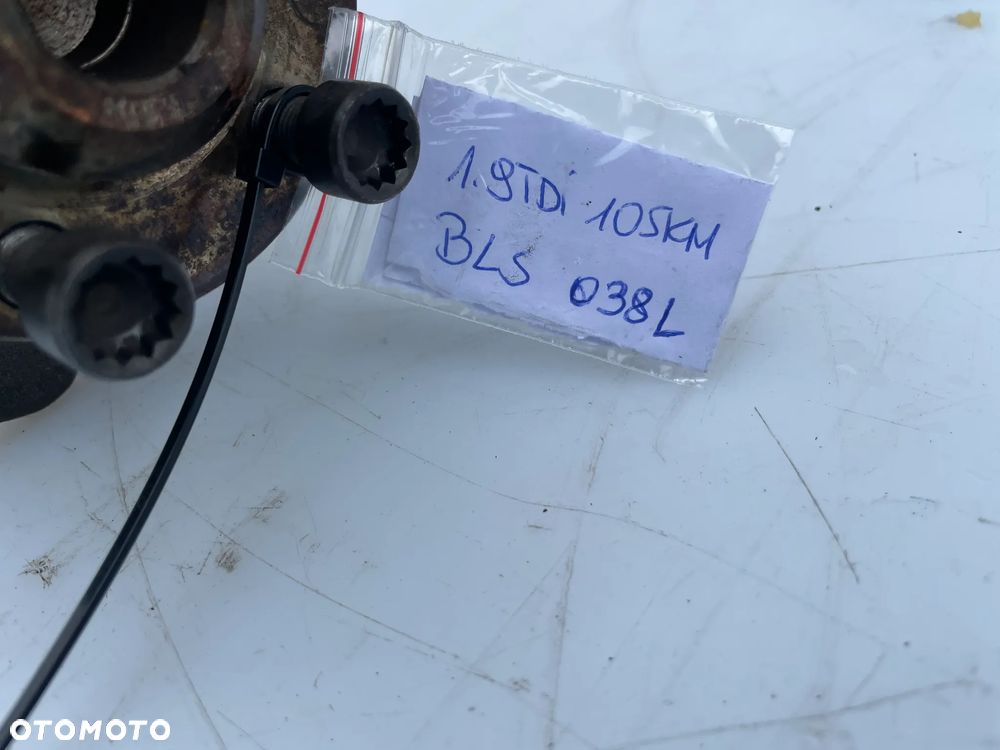 1.9TDi 105KM
BLS 038L
OTOMOTO